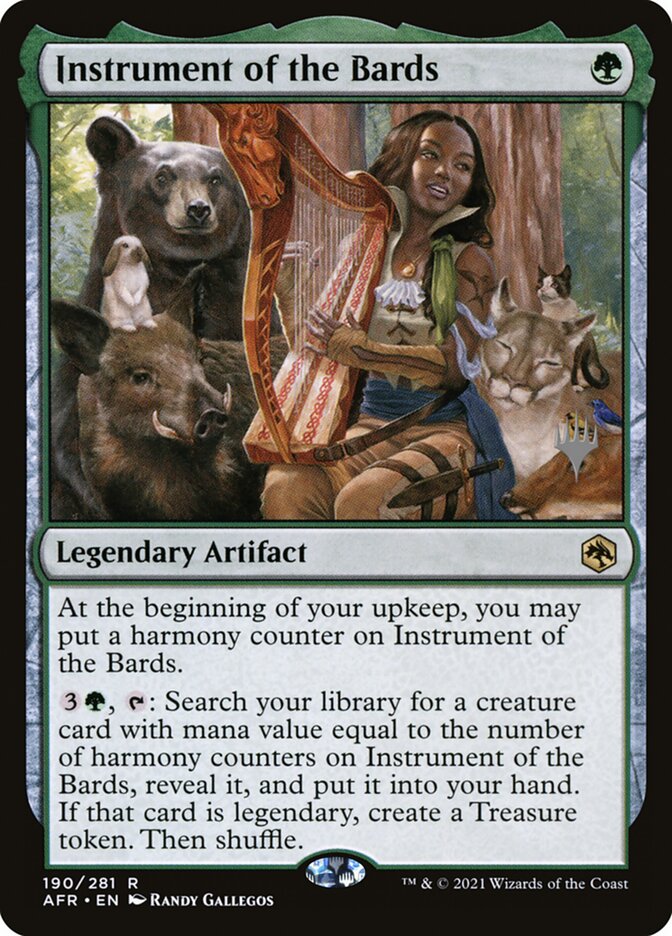 Instrument of the Bards
Legendary Artifact
At the beginning of your upkeep, you may
put a harmony counter on Instrument of
the Bards.
3, : Search your library for a creature
card with mana value equal to the number
of harmony counters on Instrument of the
Bards, reveal it, and put it into your hand.
If that card is legendary, create a Treasure
token. Then shuffle.
190/281 R
AFR • EN Randy Gallegos
™ & © 2021 Wizards of the Coast